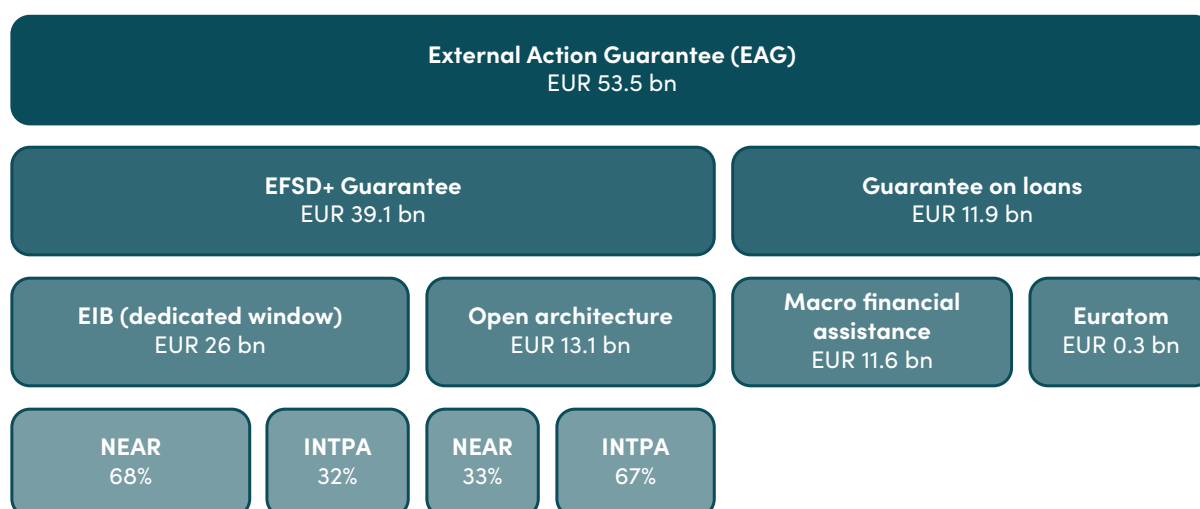 External Action Guarantee (EAG)
EUR 53.5 bn
EFSD+ Guarantee
EUR 39.1 bn
Guarantee on loans
EUR 11.9 bn
EIB (dedicated window)
EUR 26 bn
Open architecture
EUR 13.1 bn
Macro financial
assistance
EUR 11.6 bn
Euratom
EUR 0.3 bn
NEAR
68%
INTPA
32%
NEAR
33%
INTPA
67%